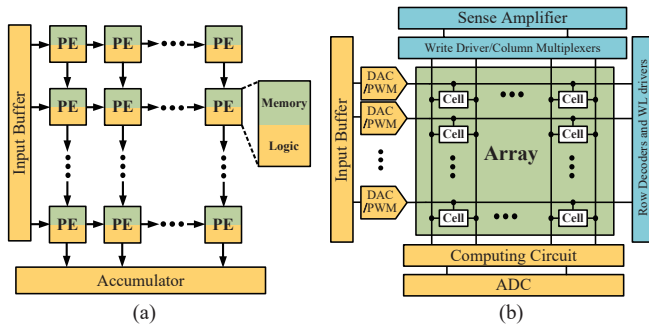 Input Buffer
PE PE PE
PE PE PE
Memory
Logic
PE PE PE
Accumulator
(a)
Sense Amplifier
Write Driver/Column Multiplexers
Input Buffer
DAC
/PWM
Cell Cell
DAC
/PWM
Cell Cell
Array
DAC
/PWM
Cell Cell
Row Decoders and WL drivers
Computing Circuit
ADC
(b)